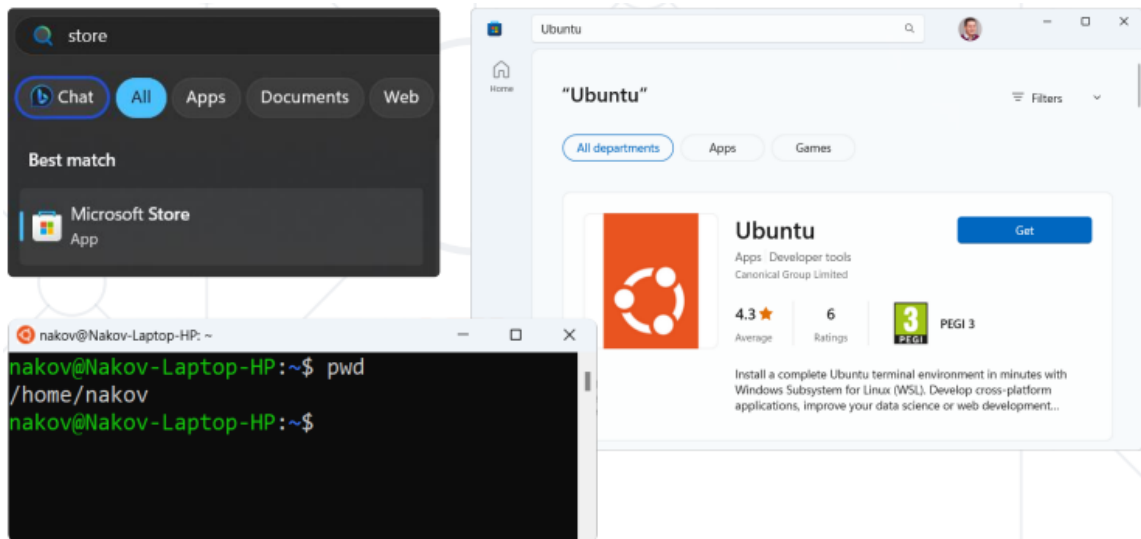 store
Chat All Apps Documents Web
Best match
Microsoft Store
App
Ubuntu
Home
“Ubuntu“
Filters
All departments Apps Games
Ubuntu
Get
Apps Developer tools
Canonical Group Limited
4.3 6
Average Ratings
3
PEGI
PEGI 3
Install a complete Ubuntu terminal environment in minutes with
Windows Subsystem for Linux (WSL). Develop cross-platform
applications, improve your data science or web development...
nakov@Nakov-Laptop-HP: ~
nakov@Nakov-Laptop-HP:~$ pwd
/home/nakov
nakov@Nakov-Laptop-HP:~$